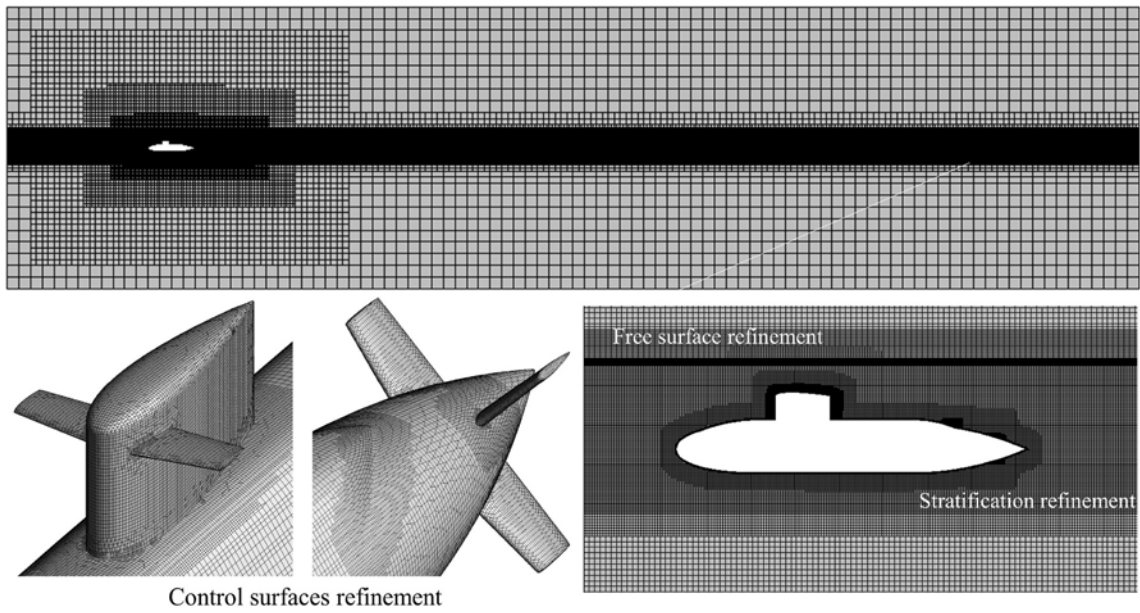 Free surface refinement
Stratification refinement
Control surfaces refinement